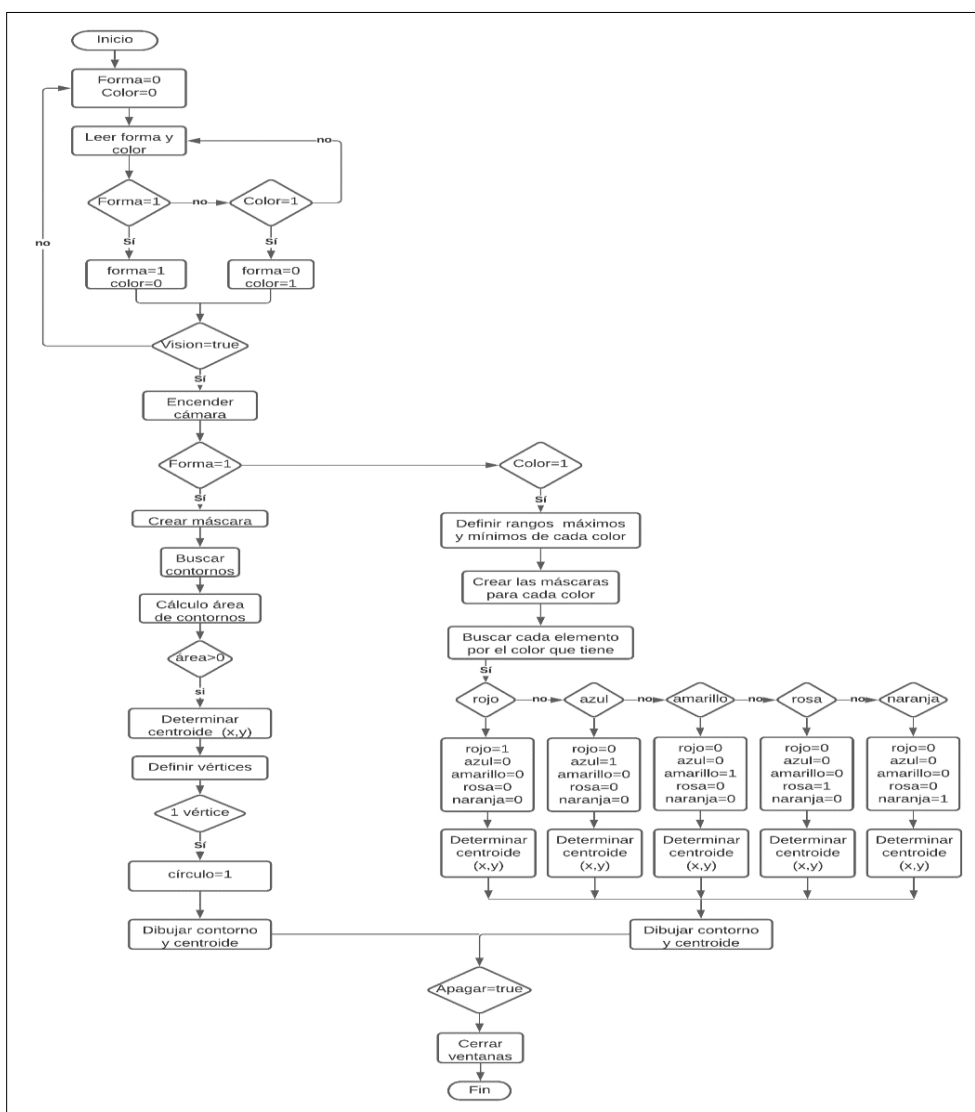 Inicio
Forma=0
Color=0
Leer forma y
color
no
Forma=1
no
Color=1
no
Sí
Sí
forma=1
color=0
forma=0
color=1
Vision=true
Sí
Encender
cámara
Forma=1
Color=1
Sí
Sí
Crear máscara
Definir rangos máximos
y mínimos de cada color
Buscar
contornos
Crear las máscaras
para cada color
Cálculo área
de contornos
Buscar cada elemento
por el color que tiene
área>0
Sí
si
rojo
no
azul
no
amarillo
no
rosa
no
naranja
Determinar
centroide (x,y)
Definir vértices
1 vértice
Sí
círculo=1
rojo=1
azul=0
amarillo=0
rosa=0
naranja=0
rojo=0
azul=1
amarillo=0
rosa=0
naranja=0
rojo=0
azul=0
amarillo=1
rosa=0
naranja=0
rojo=0
azul=0
amarillo=0
rosa=1
naranja=0
rojo=0
azul=0
amarillo=0
rosa=0
naranja=1
Determinar
centroide
(x,y)
Determinar
centroide
(x,y)
Determinar
centroide
(x,y)
Determinar
centroide
(x,y)
Determinar
centroide
(x,y)
Dibujar contorno
y centroide
Dibujar contorno
y centroide
Apagar=true
Cerrar
ventanas
Fin